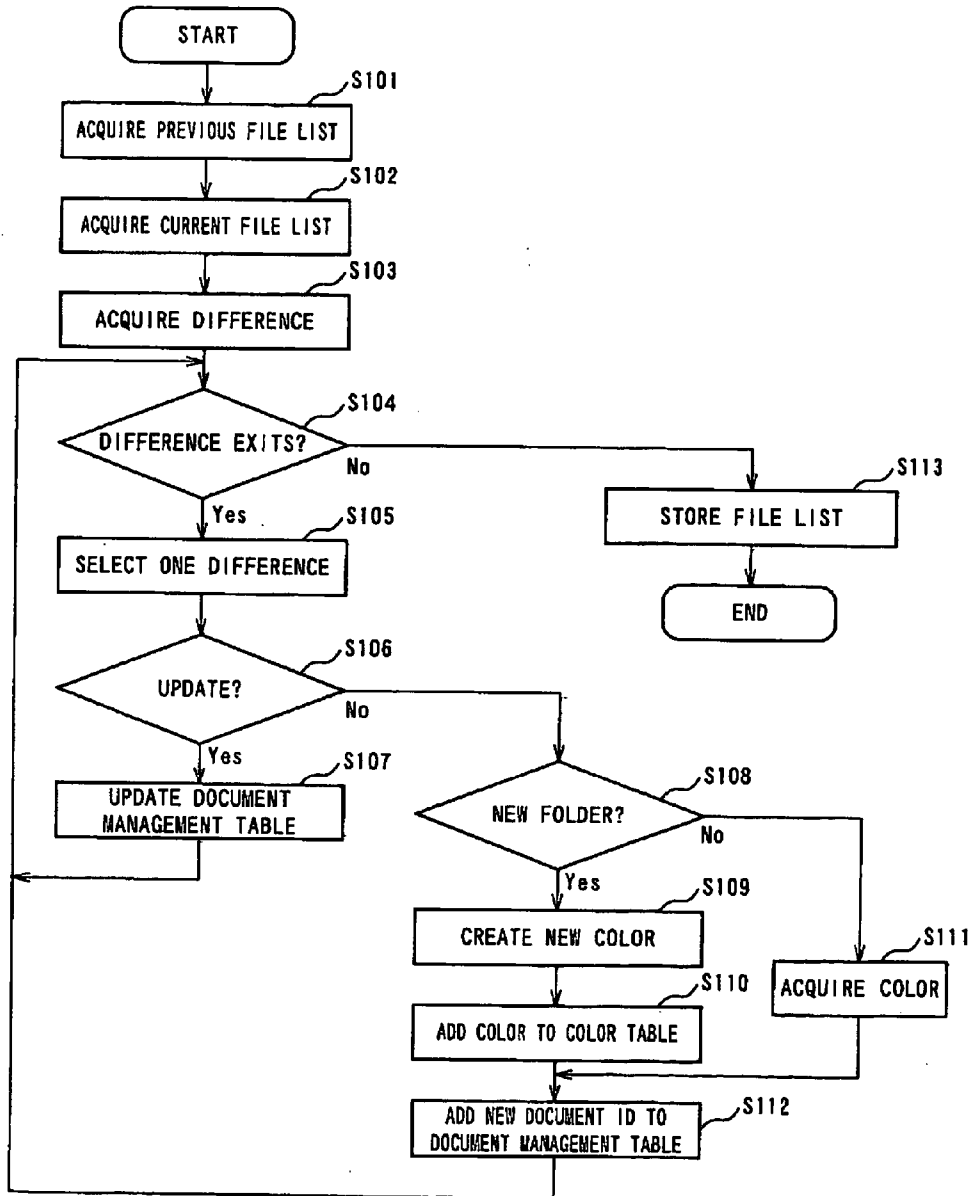 START
S101
ACQUIRE PREVIOUS FILE LIST
S102
ACQUIRE CURRENT FILE LIST
S103
ACQUIRE DIFFERENCE
S104
DIFFERENCE EXITS?
No
Yes
S113
STORE FILE LIST
END
S105
SELECT ONE DIFFERENCE
S106
UPDATE?
No
Yes
S107
UPDATE DOCUMENT
MANAGEMENT TABLE
S108
NEW FOLDER?
No
Yes
S109
CREATE NEW COLOR
S110
ADD COLOR TO COLOR TABLE
S111
ACQUIRE COLOR
S112
ADD NEW DOCUMENT ID TO
DOCUMENT MANAGEMENT TABLE